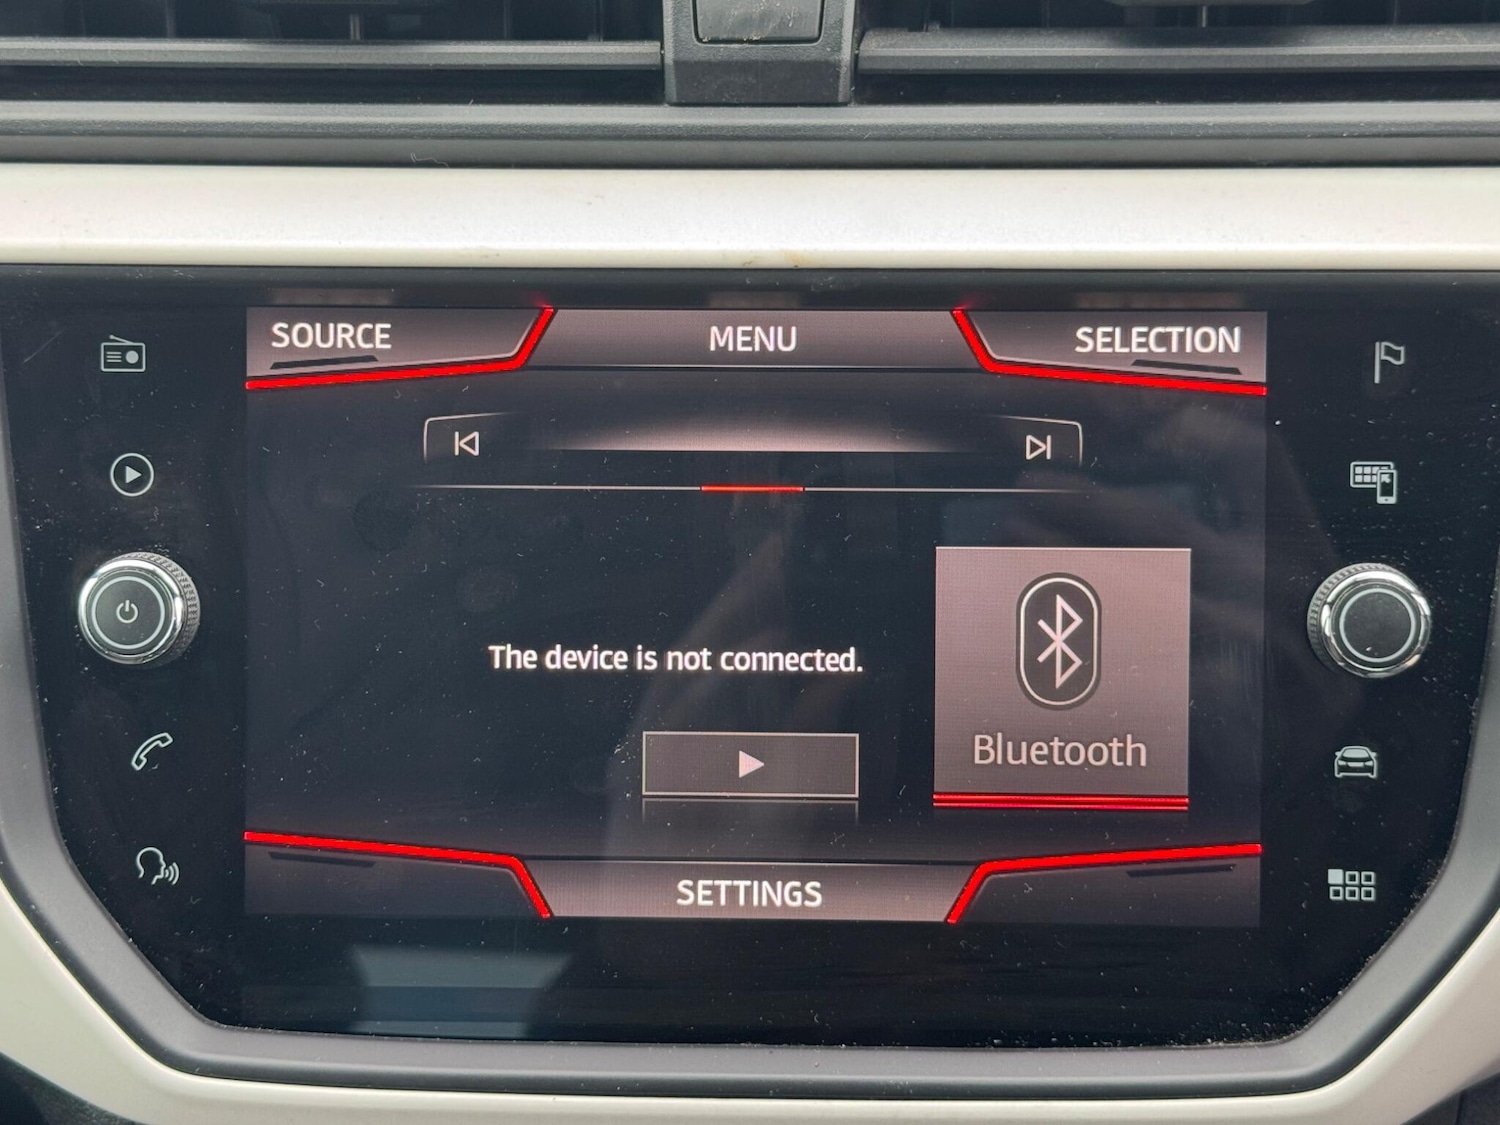 SOURCE
MENU
SELECTION
The device is not connected.
Bluetooth
SETTINGS